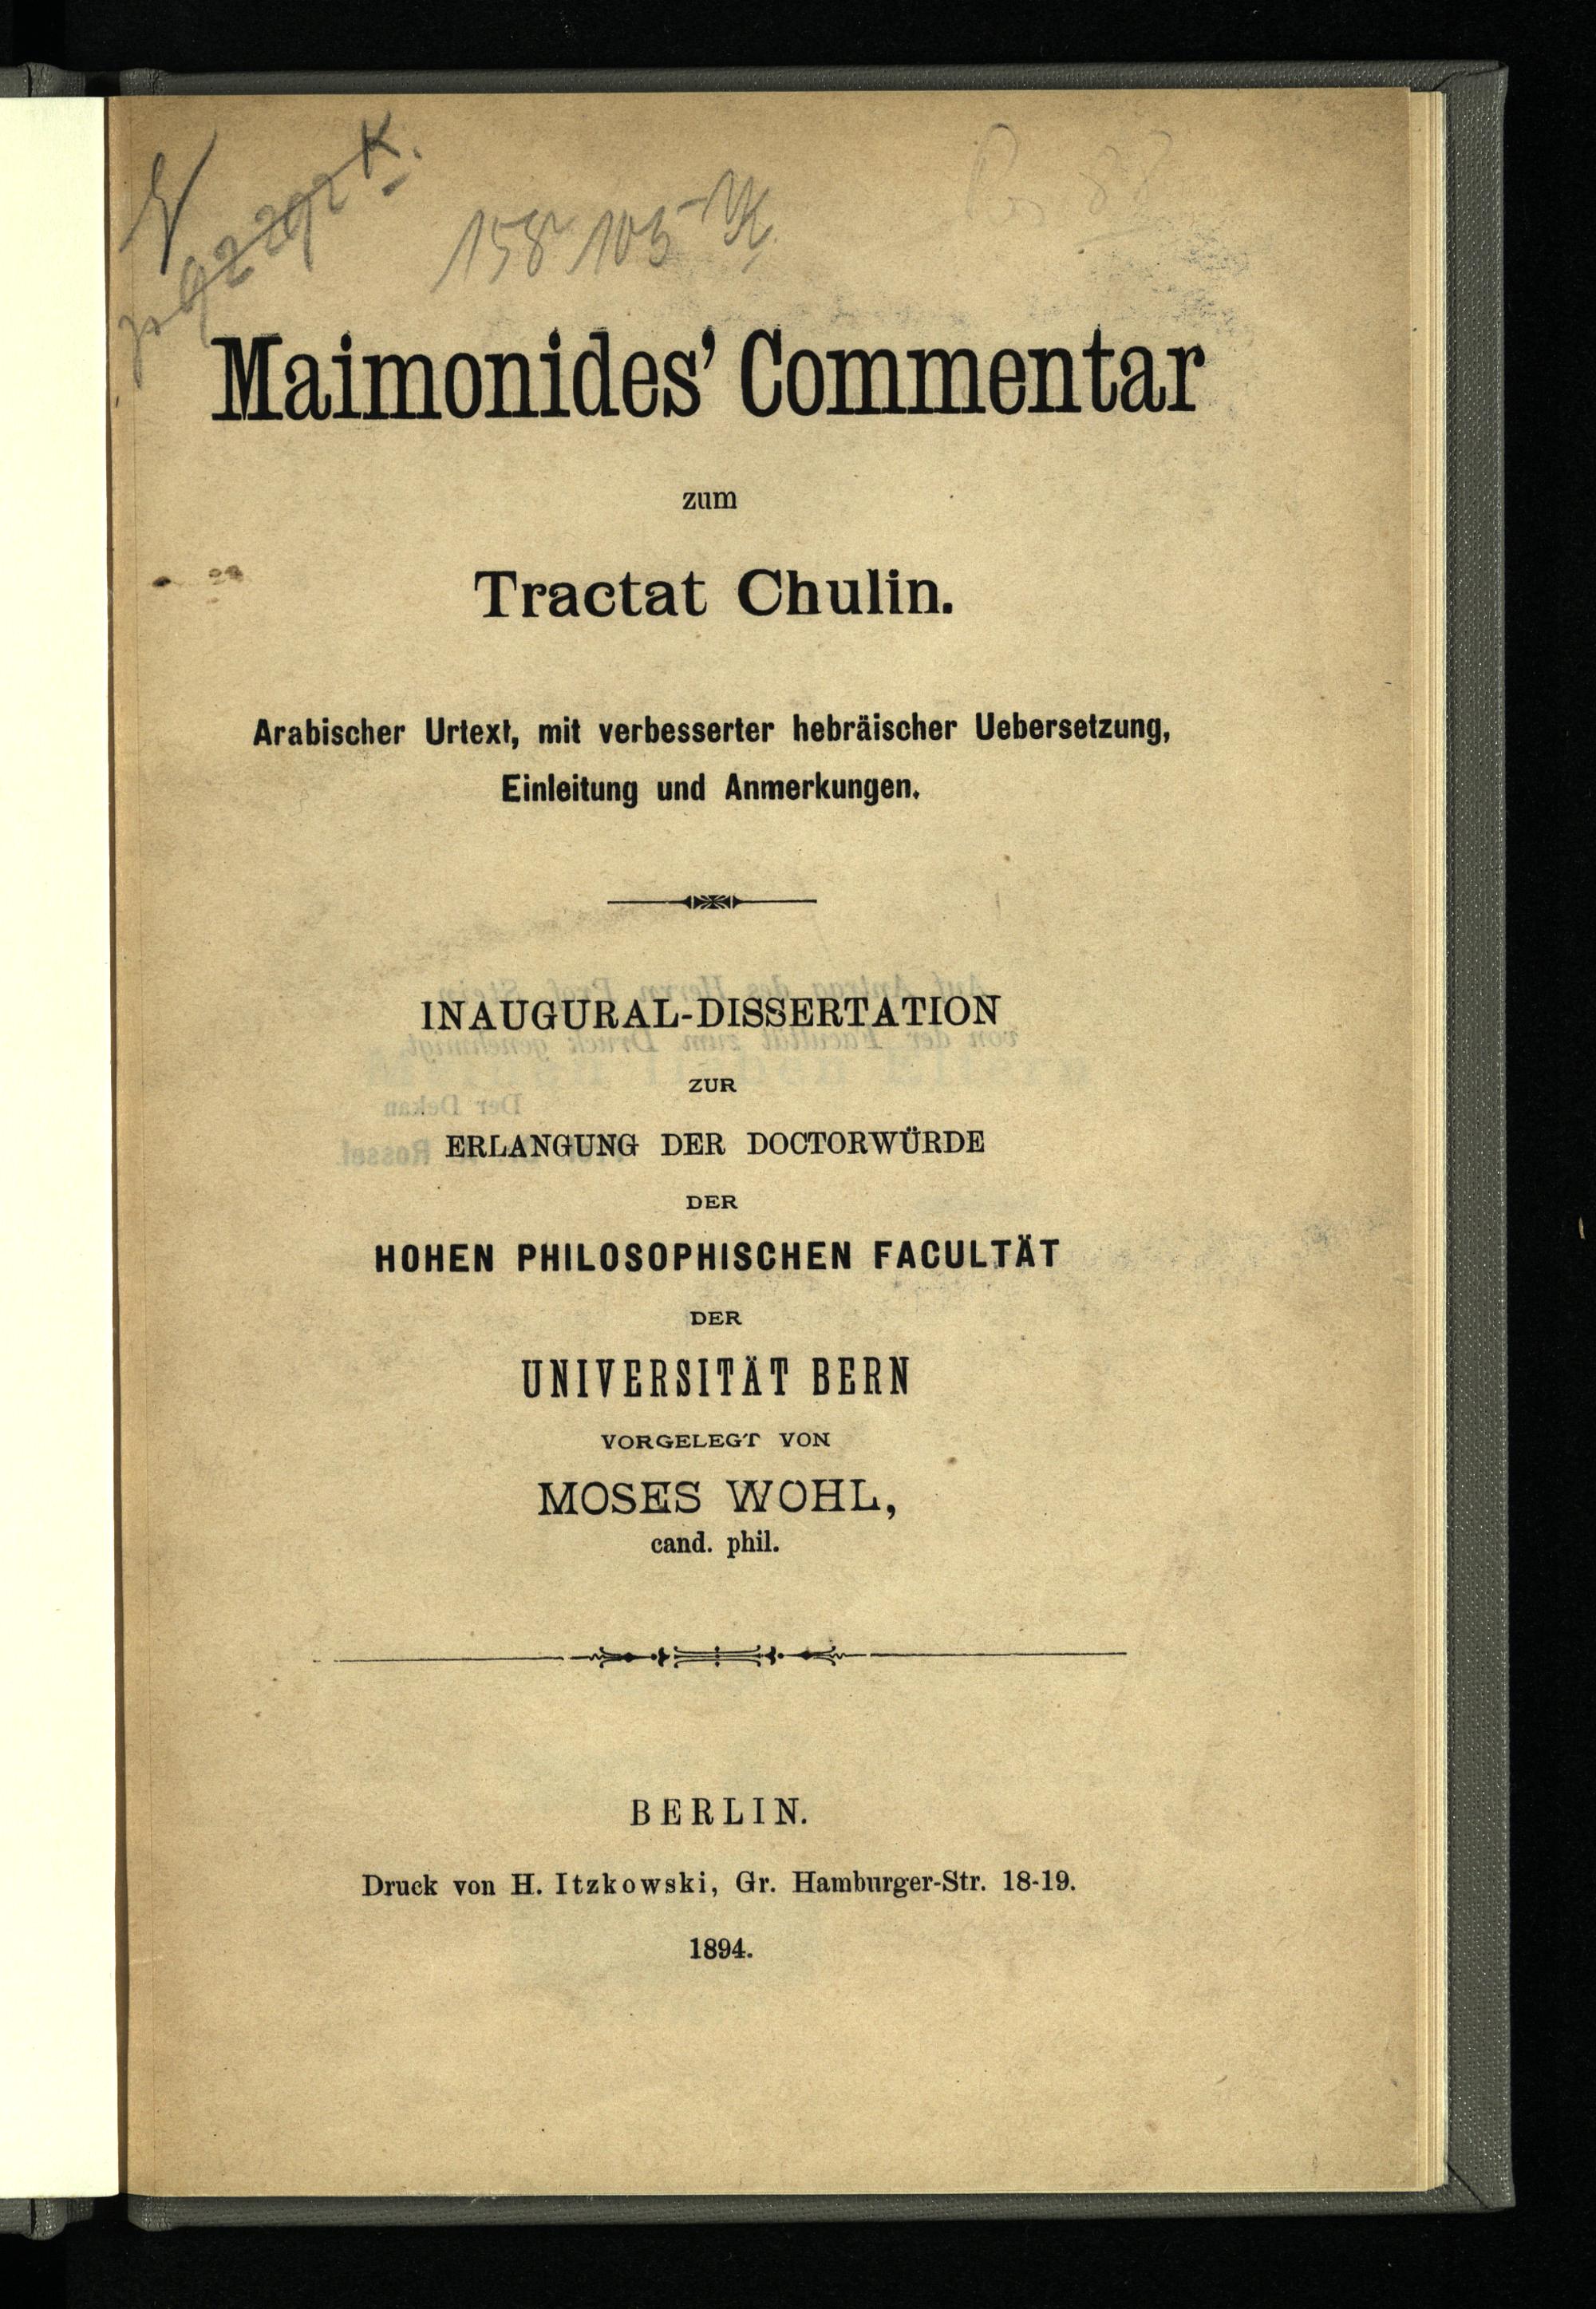 158 103-
Maimonides' Commentar
zum
Tractat Chulin.
Arabischer Urtext, mit verbesserter hebräischer Uebersetzung,
Einleitung und Anmerkungen.
INAUGURAL-DISSERTATION
ZUR
ERLANGUNG DER DOCTORWÜRDE
DER
HOHEN PHILOSOPHISCHEN FACULTÄT
DER
UNIVERSITÄT BERN
VORGELEGT VON
MOSES WOHL,
cand. phil.
BERLIN.
Druck von H. Itzkowski, Gr. Hamburger-Str. 18-19.
1894.